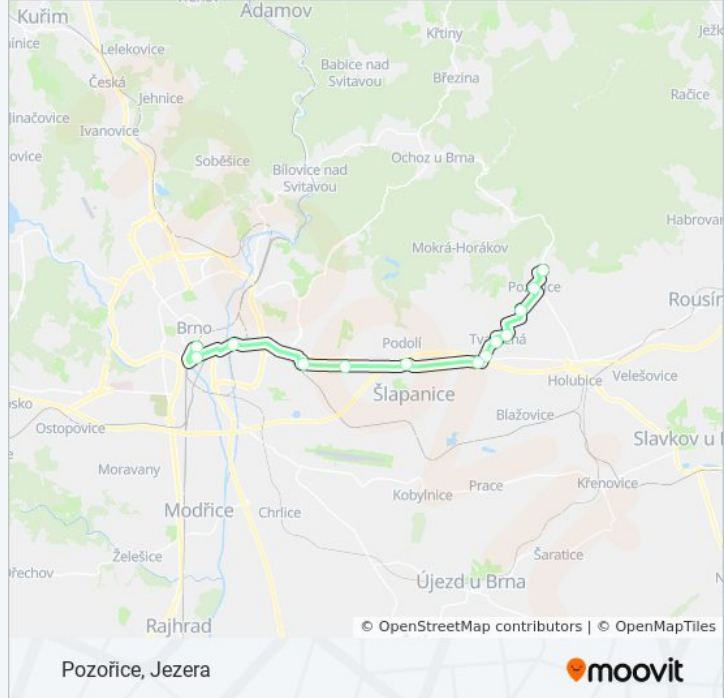 Kuřim
Adamov
Křtiny
Lelekovice
Babice nad
Svitavou
Březina
Česká
Jehnice
Račice
Ivanovice
Soběšice
Bílovice nad
Svitavou
Ochoz u Brna
Mokrá-Horákov
Habrovan
Rousín
Brno
Podolí
Holubice
Velešovice
Šlapanice
Blažovice
Ostopovice
Slavkov u
Moravany
Prace
Křenovice
Kobylnice
Modřice
Chrlice
Želešice
Šaratice
Újezd u Brna
Rajhrad
© OpenStreetMap contributors | © OpenMapTiles
Pozořice, Jezera
moovit